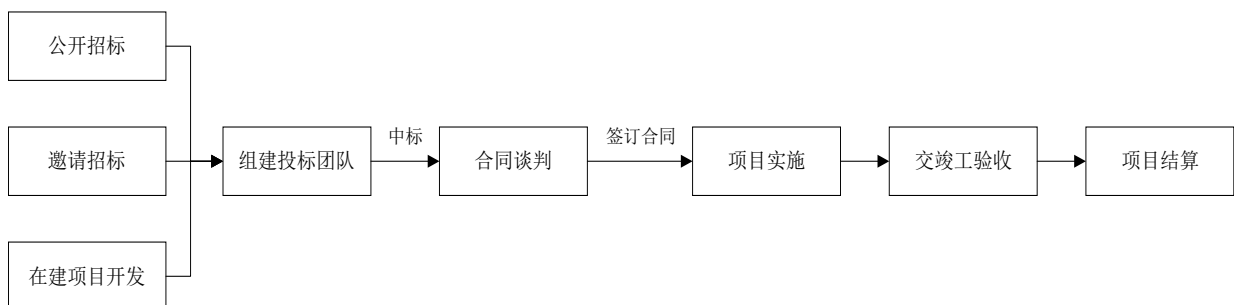 公开招标
邀请招标
在建项目开发
组建投标团队
中标
合同谈判
签订合同
项目实施
交竣工验收
项目结算